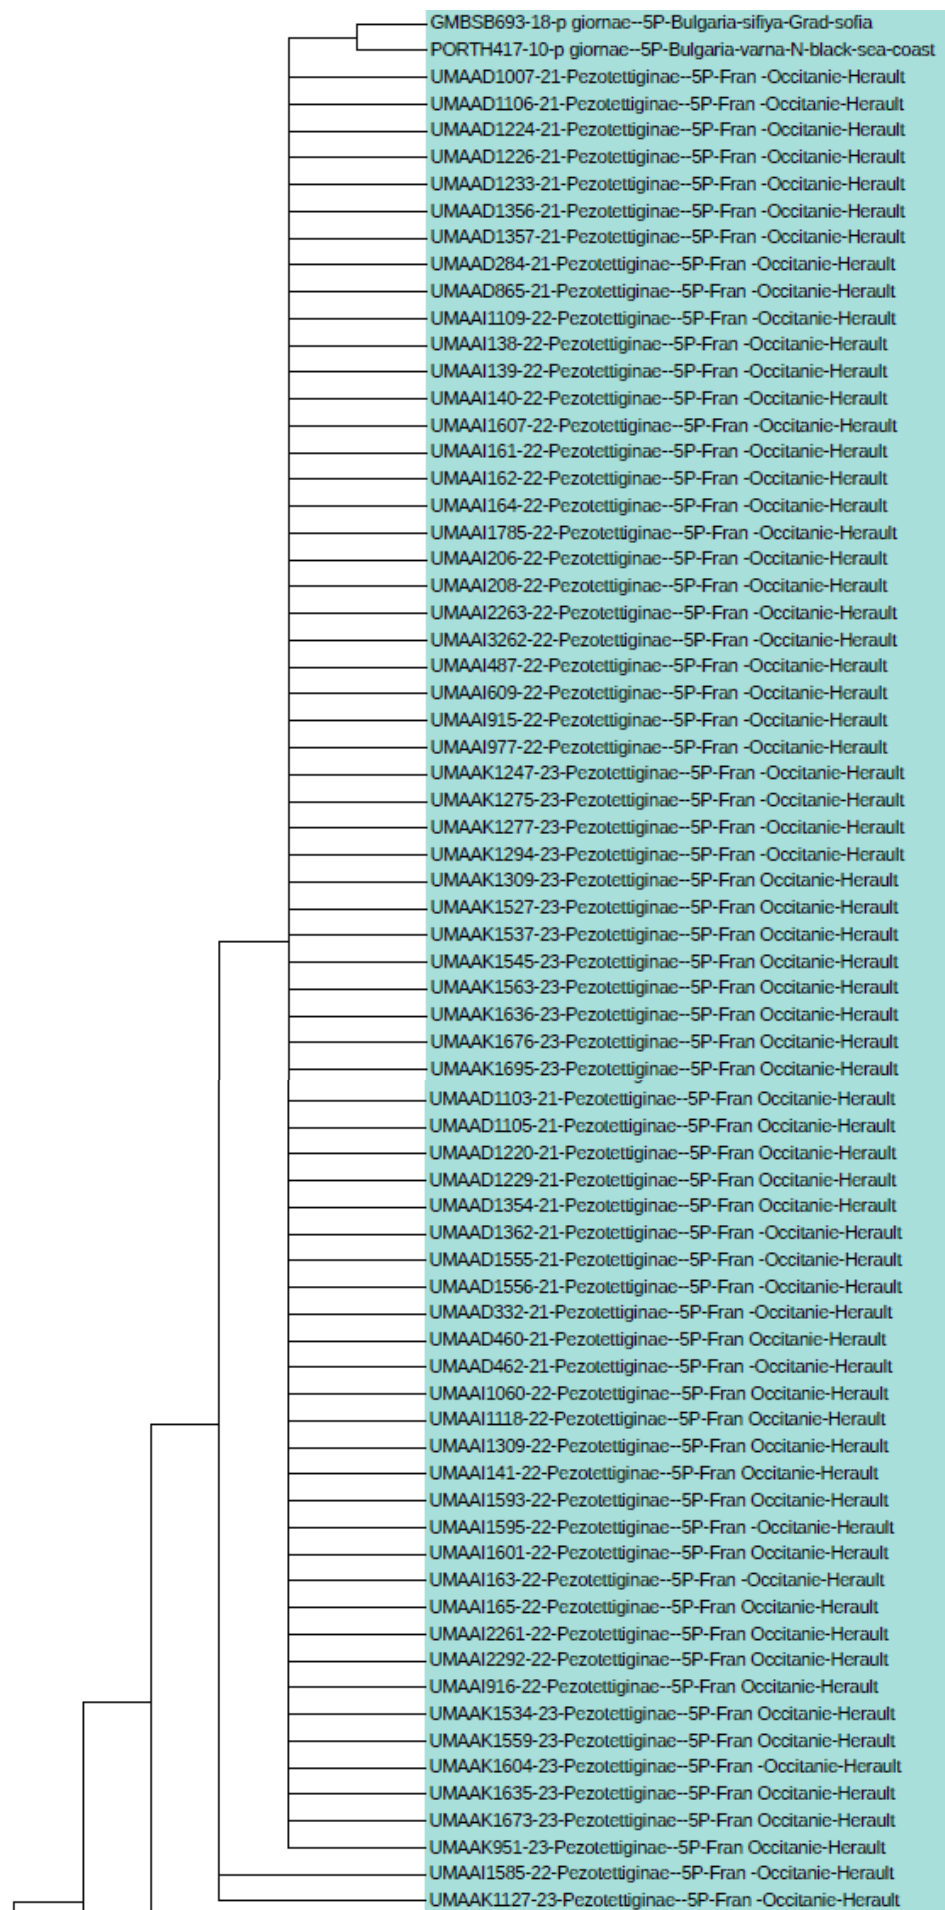 GMBSB693-18-p giornae--5P-Bulgaria-sifiya-Grad-sofia
PORTH417-10-p giornae--5P-Bulgaria-varna-N-black-sea-coast
UMAAD1007-21-Pezotettiginae--5P-Fran -Occitanie-Herault
UMAAD1106-21-Pezotettiginae--5P-Fran -Occitanie-Herault
UMAAD1224-21-Pezotettiginae--5P-Fran -Occitanie-Herault
UMAAD1226-21-Pezotettiginae--5P-Fran -Occitanie-Herault
UMAAD1233-21-Pezotettiginae--5P-Fran -Occitanie-Herault
UMAAD1356-21-Pezotettiginae--5P-Fran -Occitanie-Herault
UMAAD1357-21-Pezotettiginae--5P-Fran -Occitanie-Herault
UMAAD284-21-Pezotettiginae--5P-Fran -Occitanie-Herault
UMAAD865-21-Pezotettiginae--5P-Fran -Occitanie-Herault
UMAAI1109-22-Pezotettiginae--5P-Fran -Occitanie-Herault
UMAAI138-22-Pezotettiginae--5P-Fran -Occitanie-Herault
UMAAI139-22-Pezotettiginae--5P-Fran -Occitanie-Herault
UMAAI140-22-Pezotettiginae--5P-Fran -Occitanie-Herault
UMAAI1607-22-Pezotettiginae--5P-Fran -Occitanie-Herault
UMAAI161-22-Pezotettiginae--5P-Fran -Occitanie-Herault
UMAAI162-22-Pezotettiginae--5P-Fran -Occitanie-Herault
UMAAI164-22-Pezotettiginae--5P-Fran -Occitanie-Herault
UMAAI1785-22-Pezotettiginae--5P-Fran -Occitanie-Herault
UMAAI206-22-Pezotettiginae--5P-Fran -Occitanie-Herault
UMAAI208-22-Pezotettiginae--5P-Fran -Occitanie-Herault
UMAAI2263-22-Pezotettiginae--5P-Fran -Occitanie-Herault
UMAAI3262-22-Pezotettiginae--5P-Fran -Occitanie-Herault
UMAAI487-22-Pezotettiginae--5P-Fran -Occitanie-Herault
UMAAI609-22-Pezotettiginae--5P-Fran -Occitanie-Herault
UMAAI915-22-Pezotettiginae--5P-Fran -Occitanie-Herault
UMAAI977-22-Pezotettiginae--5P-Fran -Occitanie-Herault
UMAAK1247-23-Pezotettiginae--5P-Fran -Occitanie-Herault
UMAAK1275-23-Pezotettiginae--5P-Fran -Occitanie-Herault
UMAAK1277-23-Pezotettiginae--5P-Fran -Occitanie-Herault
UMAAK1294-23-Pezotettiginae--5P-Fran -Occitanie-Herault
UMAAK1309-23-Pezotettiginae--5P-Fran Occitanie-Herault
UMAAK1527-23-Pezotettiginae--5P-Fran Occitanie-Herault
UMAAK1537-23-Pezotettiginae--5P-Fran Occitanie-Herault
UMAAK1545-23-Pezotettiginae--5P-Fran Occitanie-Herault
UMAAK1563-23-Pezotettiginae--5P-Fran Occitanie-Herault
UMAAK1636-23-Pezotettiginae--5P-Fran Occitanie-Herault
UMAAK1676-23-Pezotettiginae--5P-Fran Occitanie-Herault
UMAAK1695-23-Pezotettiginae--5P-Fran Occitanie-Herault
UMAAD1103-21-Pezotettiginae--5P-Fran Occitanie-Herault
UMAAD1105-21-Pezotettiginae--5P-Fran Occitanie-Herault
UMAAD1220-21-Pezotettiginae--5P-Fran Occitanie-Herault
UMAAD1229-21-Pezotettiginae--5P-Fran Occitanie-Herault
UMAAD1354-21-Pezotettiginae--5P-Fran Occitanie-Herault
UMAAD1362-21-Pezotettiginae--5P-Fran -Occitanie-Herault
UMAAD1555-21-Pezotettiginae--5P-Fran -Occitanie-Herault
UMAAD1556-21-Pezotettiginae--5P-Fran -Occitanie-Herault
UMAAD332-21-Pezotettiginae--5P-Fran -Occitanie-Herault
UMAAD460-21-Pezotettiginae--5P-Fran Occitanie-Herault
UMAAD462-21-Pezotettiginae--5P-Fran -Occitanie-Herault
UMAAI1060-22-Pezotettiginae--5P-Fran Occitanie-Herault
UMAAI1118-22-Pezotettiginae--5P-Fran Occitanie-Herault
UMAAI1309-22-Pezotettiginae--5P-Fran Occitanie-Herault
UMAAI141-22-Pezotettiginae--5P-Fran Occitanie-Herault
UMAAI1593-22-Pezotettiginae--5P-Fran Occitanie-Herault
UMAAI1595-22-Pezotettiginae--5P-Fran -Occitanie-Herault
UMAAI1601-22-Pezotettiginae--5P-Fran Occitanie-Herault
UMAAI163-22-Pezotettiginae--5P-Fran -Occitanie-Herault
UMAAI165-22-Pezotettiginae--5P-Fran Occitanie-Herault
UMAAI2261-22-Pezotettiginae--5P-Fran Occitanie-Herault
UMAAI2292-22-Pezotettiginae--5P-Fran Occitanie-Herault
UMAAI916-22-Pezotettiginae--5P-Fran Occitanie-Herault
UMAAK1534-23-Pezotettiginae--5P-Fran Occitanie-Herault
UMAAK1559-23-Pezotettiginae--5P-Fran Occitanie-Herault
UMAAK1604-23-Pezotettiginae--5P-Fran -Occitanie-Herault
UMAAK1635-23-Pezotettiginae--5P-Fran Occitanie-Herault
UMAAK1673-23-Pezotettiginae--5P-Fran Occitanie-Herault
UMAAK951-23-Pezotettiginae--5P-Fran Occitanie-Herault
UMAAI1585-22-Pezotettiginae--5P-Fran -Occitanie-Herault
UMAAK1127-23-Pezotettiginae--5P-Fran -Occitanie-Herault